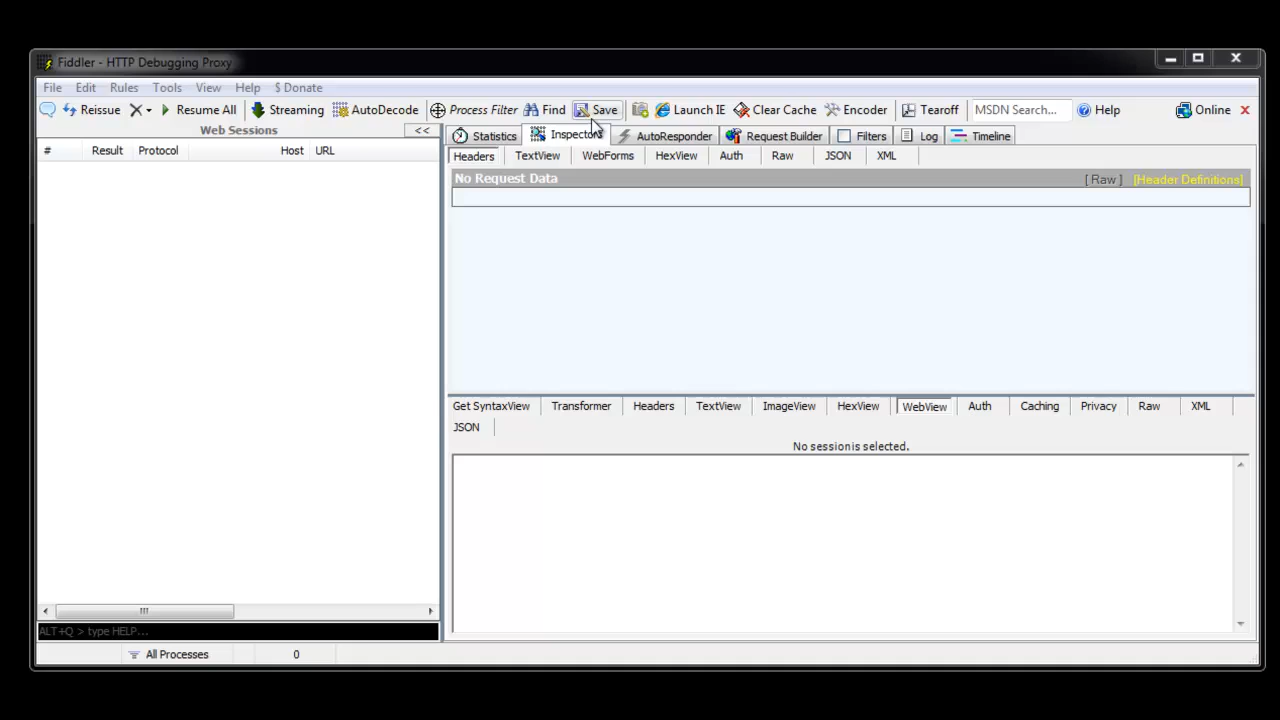 Fiddler - HTTP Debugging Proxy
File Edit Rules Tools View Help $ Donate
Reissue Resume All Streaming AutoDecode Process Filter Find Save Launch IE Clear Cache Encoder Tearoff MSDN Search... Help Online
Web Sessions <<
Statistics Inspectors AutoResponder Request Builder Filters Log Timeline
# Result Protocol Host URL
Headers TextView WebForms HexView Auth Raw JSON XML
No Request Data [ Raw ] [Header Definitions]
Get SyntaxView Transformer Headers TextView ImageView HexView WebView Auth Caching Privacy Raw XML
JSON
No session is selected.
ALT+Q > type HELP...
All Processes 0